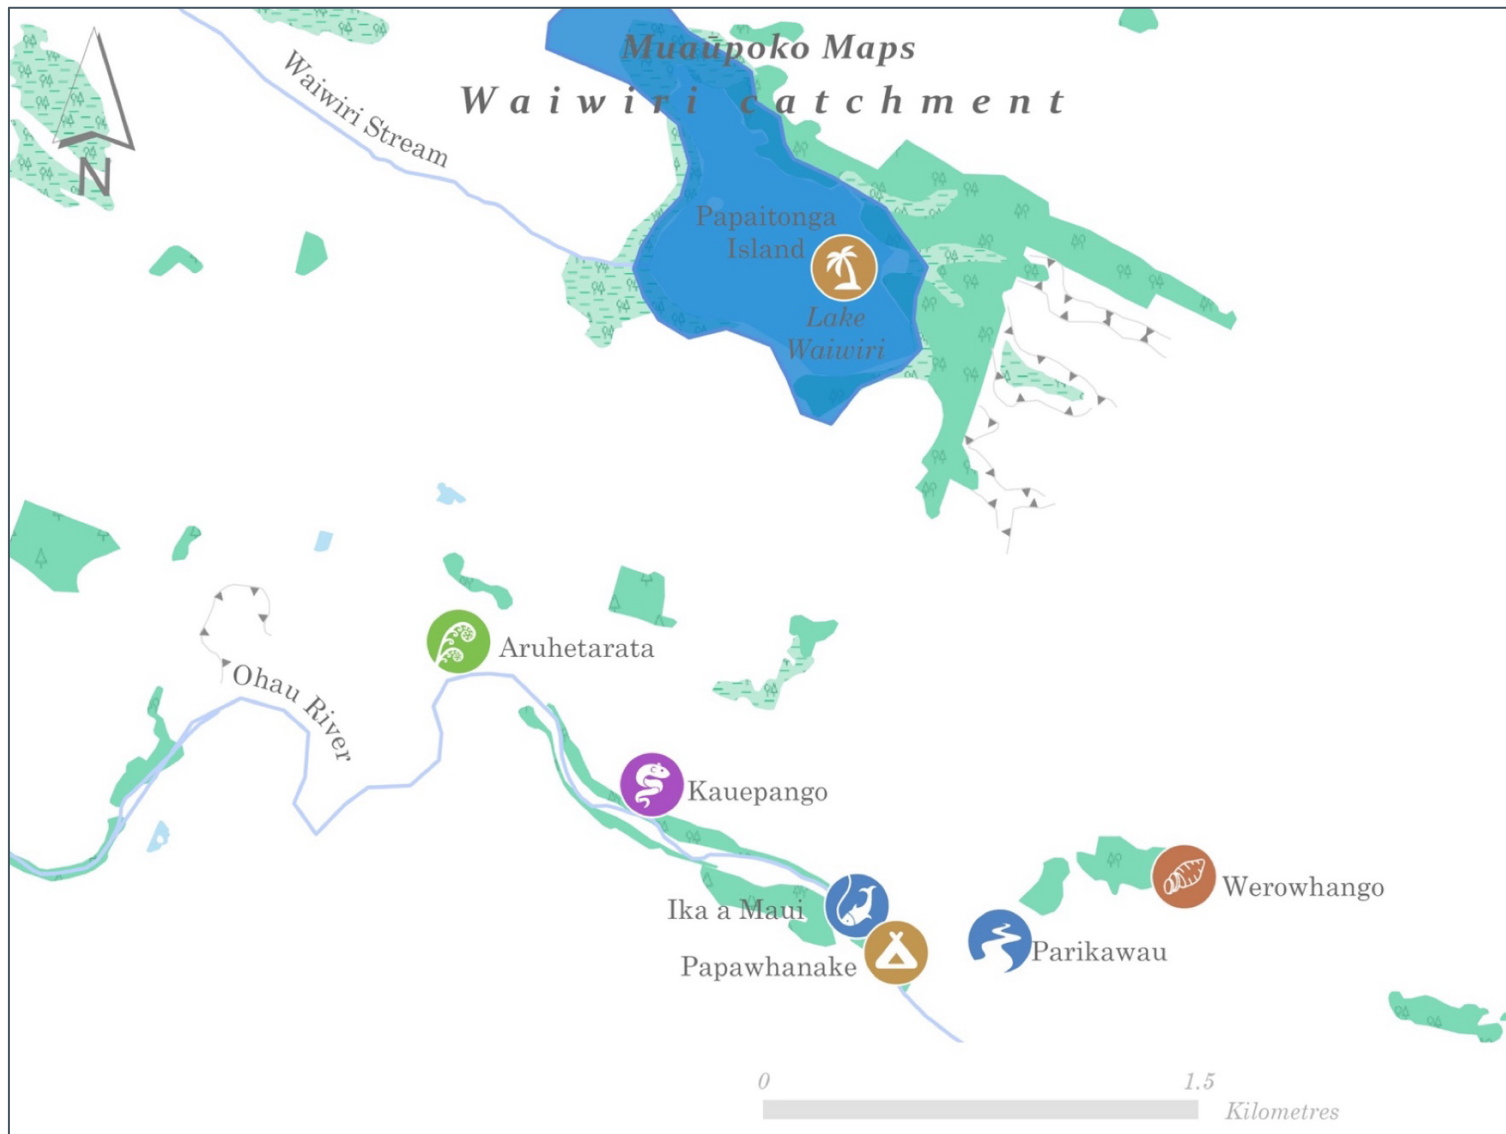 Muaūpoko Maps
Waiwiri catchment
Waiwiri Stream
N
Papaitonga
Island
Lake
Waiwiri
Aruhetarata
Ohau River
Kauepango
Ika a Maui
Werowhango
Papawhanake
Parikawau
0
1.5
Kilometres